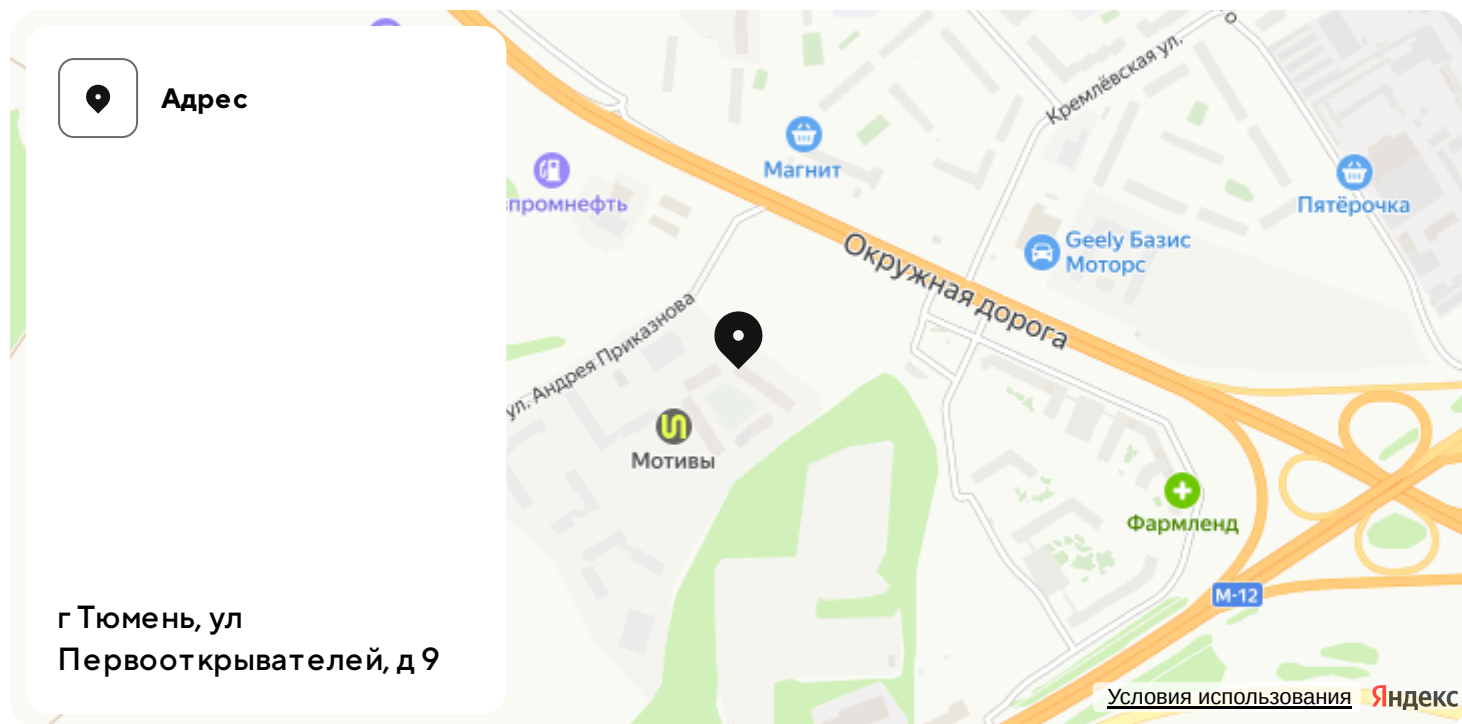 Адрес
г Тюмень, ул
Первооткрывателей, д 9
Кремлёвская ул.
Магнит
Пятёрочка
Geely Базис
Моторс
Окружная дорога
ул. Андрея Приказнова
Мотивы
Фармленд
М-12
Условия использования
Яндекс